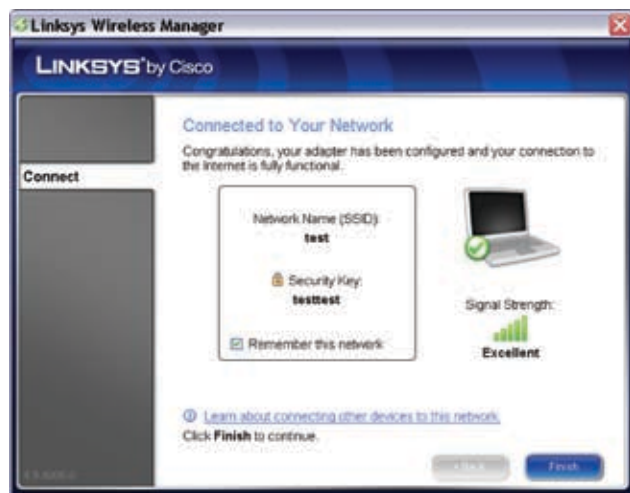 Linksys Wireless Manager
LINKSYS® by Cisco
Connect
Connected to Your Network
Congratulations, your adapter has been configured and your connection to
the Internet is fully functional.
Network Name (SSID):
test
Security Key:
testtest
Remember this network
Signal Strength:
Excellent
Learn about connecting other devices to this network.
Click Finish to continue.
Finish